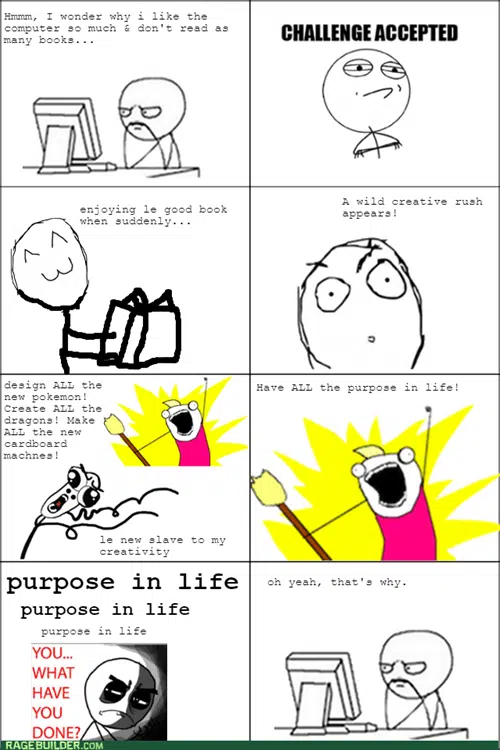 Hmmm, I wonder why i like the
computer so much & don't read as
many books...
CHALLENGE ACCEPTED
enjoying le good book
when suddenly...
A wild creative rush
appears!
design ALL the
new pokemon!
Create ALL the
dragons! Make
ALL the new
cardboard
machnes!
le new slave to my
creativity
Have ALL the purpose in life!
purpose in life
purpose in life
purpose in life
YOU...
WHAT
HAVE
YOU
DONE?
oh yeah, that's why.
RAGEBUILDER.COM